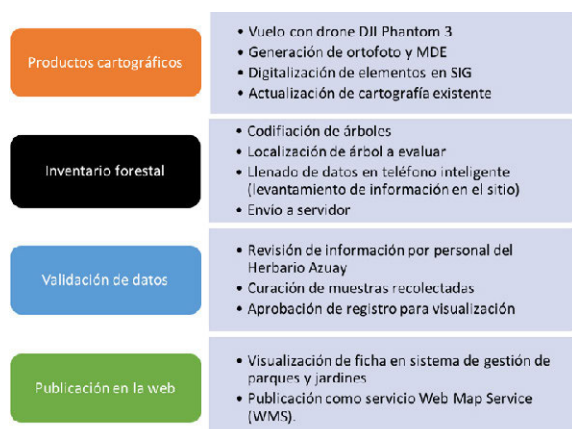 Productos cartográficos
• Vuelo con drone DJI Phantom 3
• Generación de ortofoto y MDE
• Digitalización de elementos en SIG
• Actualización de cartografía existente
Inventario forestal
• Codifiación de árboles
• Localización de árbol a evaluar
• Llenado de datos en teléfono inteligente
(levantamiento de información en el sitio)
• Envío a servidor
Validación de datos
• Revisión de información por personal del
Herbario Azuay
• Curación de muestras recolectadas
• Aprobación de registro para visualización
Publicación en la web
• Visualización de ficha en sistema de gestión de
parques y jardines
• Publicación como servicio Web Map Service
(WMS).